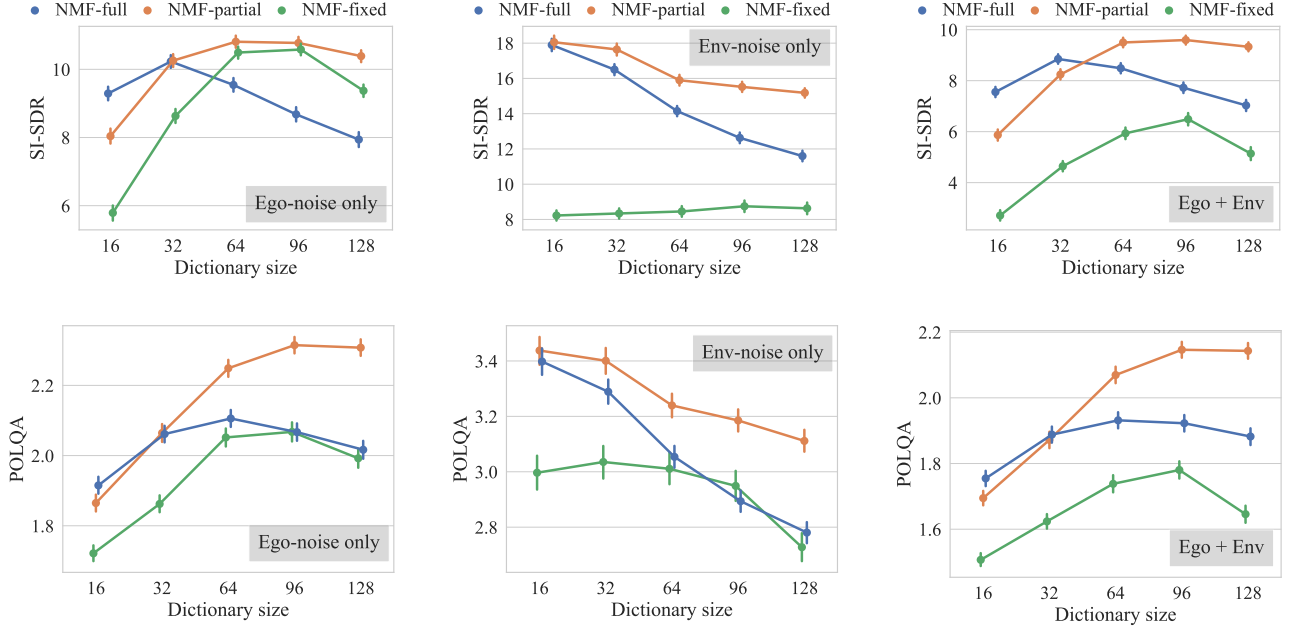 NMF-full NMF-partial NMF-fixed
10
8
6
SI-SDR
Ego-noise only
16 32 64 96 128
Dictionary size
NMF-full NMF-partial NMF-fixed
18
16
14
12
10
8
SI-SDR
Env-noise only
16 32 64 96 128
Dictionary size
NMF-full NMF-partial NMF-fixed
10
8
6
4
SI-SDR
Ego + Env
16 32 64 96 128
Dictionary size
2.2
2.0
1.8
POLQA
Ego-noise only
16 32 64 96 128
Dictionary size
3.4
3.2
3.0
2.8
POLQA
Env-noise only
16 32 64 96 128
Dictionary size
2.2
2.0
1.8
1.6
POLQA
Ego + Env
16 32 64 96 128
Dictionary size